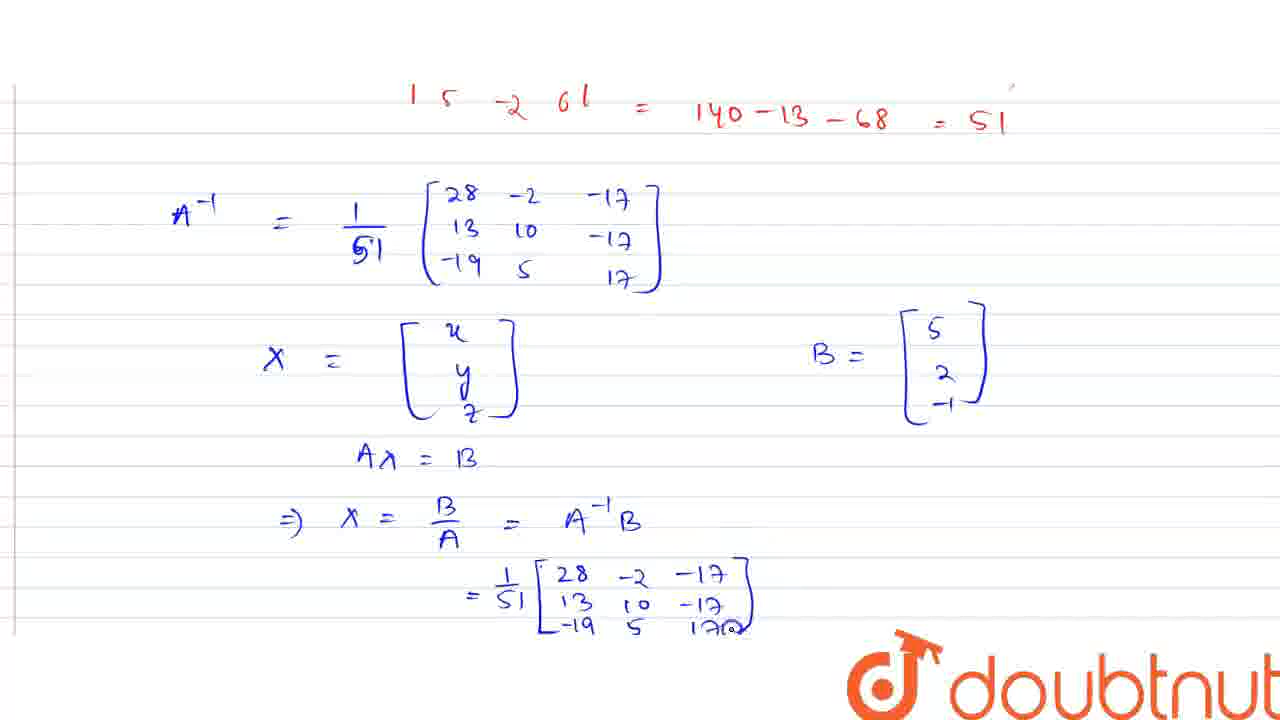 1 5 -2 6 | = 140 - 13 - 68 = 51
A⁻¹ = 1/51 [28 -2 -17
13 10 -17
-19 5 17]
X = [x
y
z]
B = [5
2
-1]
AX = B
⇒ X = B/A = A⁻¹B
= 1/51 [28 -2 -17
13 10 -17
-19 5 17]
doubtnut